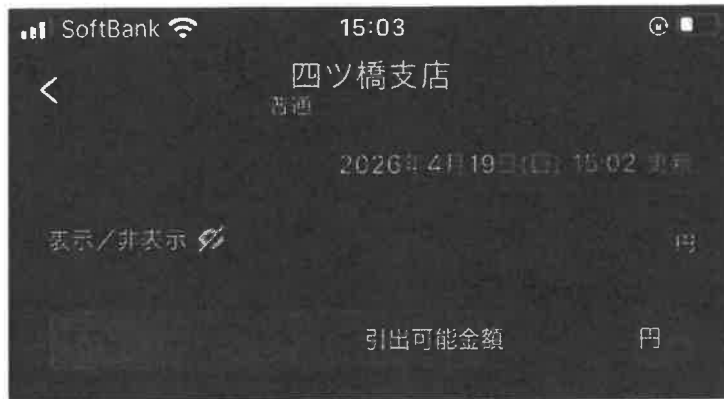 SoftBank 15:03
四ツ橋支店
普通
2026年4月19日(日) 15:02 更新
表示／非表示 円
引出可能金額 円